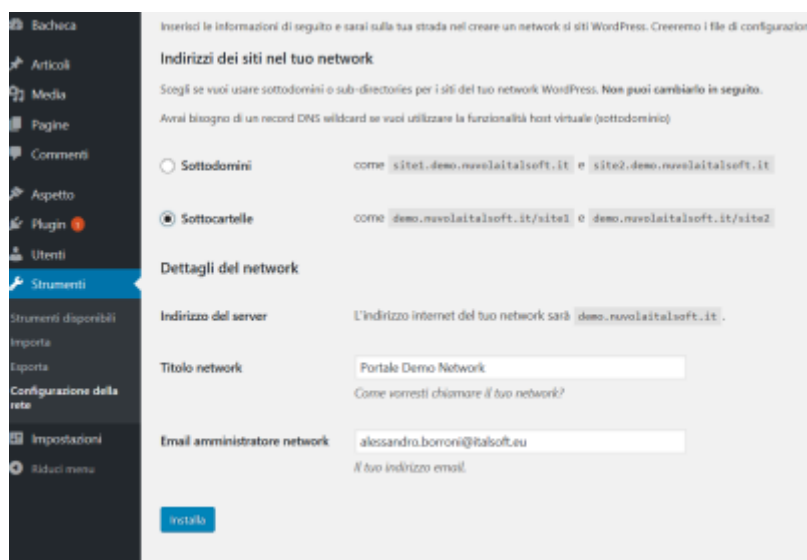 Bacheca
Articoli
Media
Pagine
Commenti
Aspetto
Plugin 1
Utenti
Strumenti
Strumenti disponibili
Importa
Esporta
Configurazione della
rete
Impostazioni
Riduci menu
Inserisci le informazioni di seguito e sarai sulla tua strada nel creare un network si siti WordPress. Creeremo i file di configurazion
Indirizzi dei siti nel tuo network
Scegli se vuoi usare sottodomini o sub-directories per i siti del tuo network WordPress. Non puoi cambiarlo in seguito.
Avrai bisogno di un record DNS wildcard se vuoi utilizzare la funzionalità host virtuale (sottodominio)
Sottodomini come site1.demo.nuvolaitalsoft.it e site2.demo.nuvolaitalsoft.it
Sottocartelle come demo.nuvolaitalsoft.it/site1 e demo.nuvolaitalsoft.it/site2
Dettagli del network
Indirizzo del server L'indirizzo internet del tuo network sarà demo.nuvolaitalsoft.it .
Titolo network Portale Demo Network
Come vorresti chiamare il tuo network?
Email amministratore network alessandro.borroni@italsoft.eu
Il tuo indirizzo email.
Installa